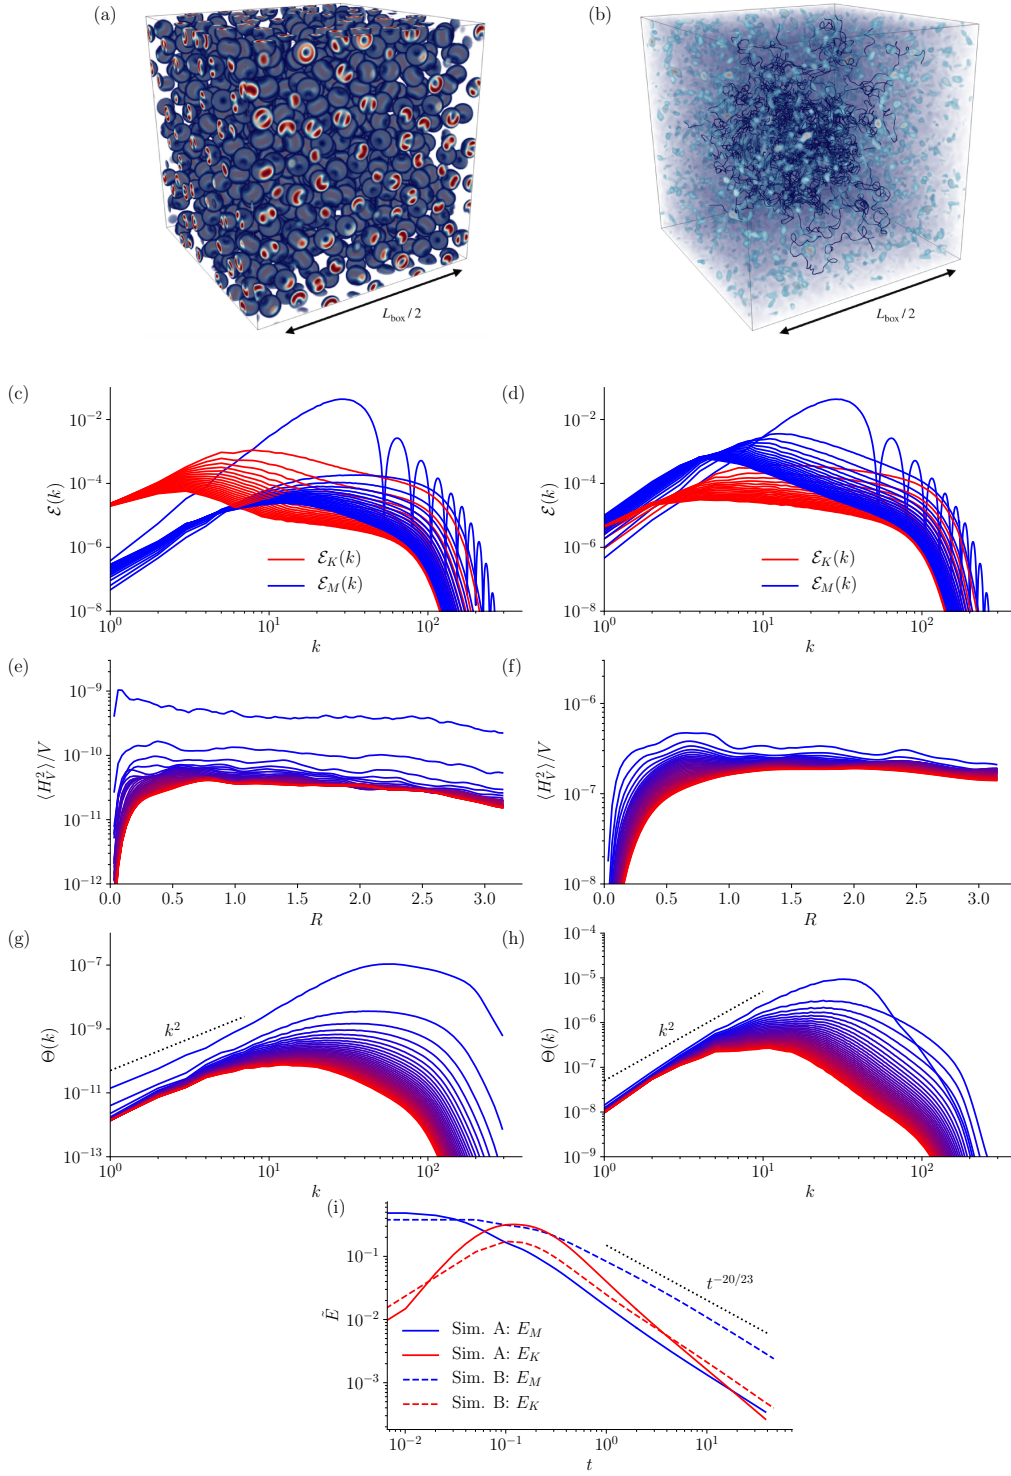 (a)
(b)
L_box / 2
L_box / 2
(c)
(d)
10^-2
10^-4
10^-6
10^-8
ℰ(k)
ℰ_K(k)
ℰ_M(k)
10^0
10^1
10^2
k
10^-2
10^-4
10^-6
10^-8
ℰ(k)
ℰ_K(k)
ℰ_M(k)
10^0
10^1
10^2
k
(e)
(f)
10^-9
10^-10
10^-11
10^-12
⟨H_V^2⟩/V
0.0 0.5 1.0 1.5 2.0 2.5 3.0
R
10^-6
10^-7
10^-8
⟨H_V^2⟩/V
0.0 0.5 1.0 1.5 2.0 2.5 3.0
R
(g)
(h)
10^-7
10^-9
10^-11
10^-13
Θ(k)
k^2
10^0
10^1
10^2
k
10^-4
10^-5
10^-6
10^-7
10^-8
10^-9
Θ(k)
k^2
10^0
10^1
10^2
k
(i)
10^-1
10^-2
10^-3
Ẽ
t^-20/23
Sim. A: E_M
Sim. A: E_K
Sim. B: E_M
Sim. B: E_K
10^-2
10^-1
10^0
10^1
t